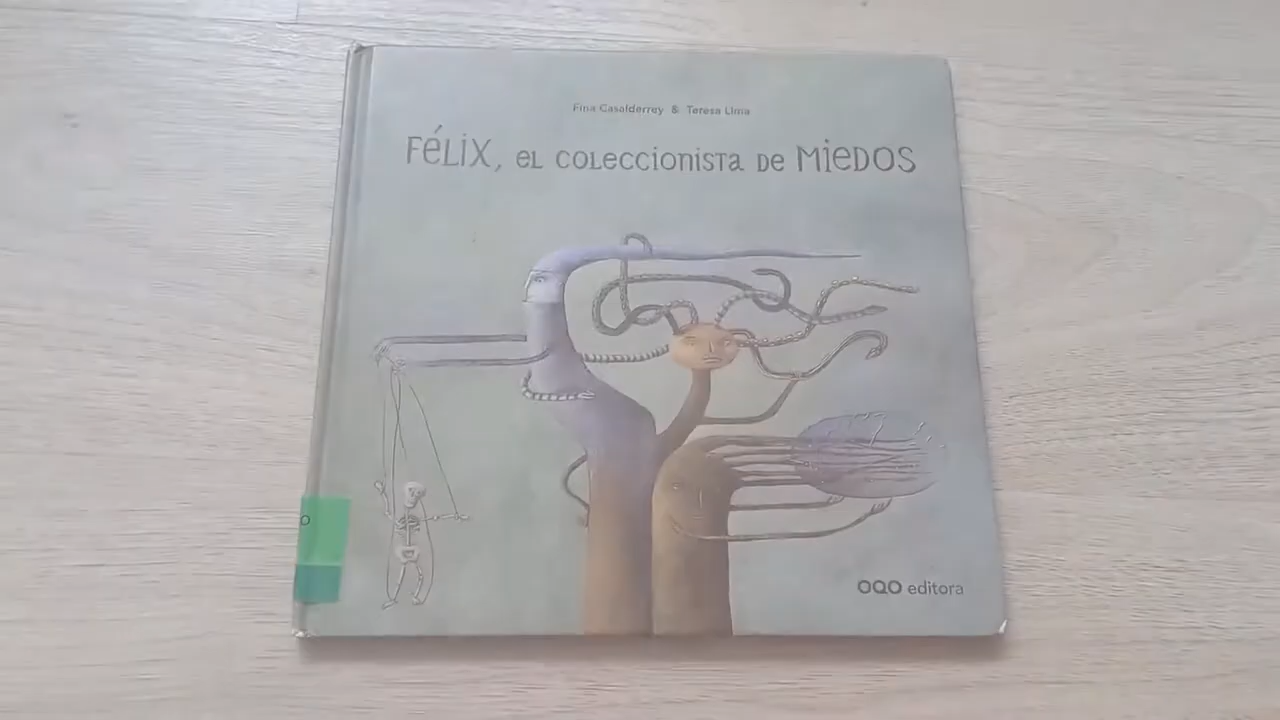 Fina Casalderrey & Teresa Lima
FÉLIX, EL COLECCIONISTA DE MIEDOS
OQO editora